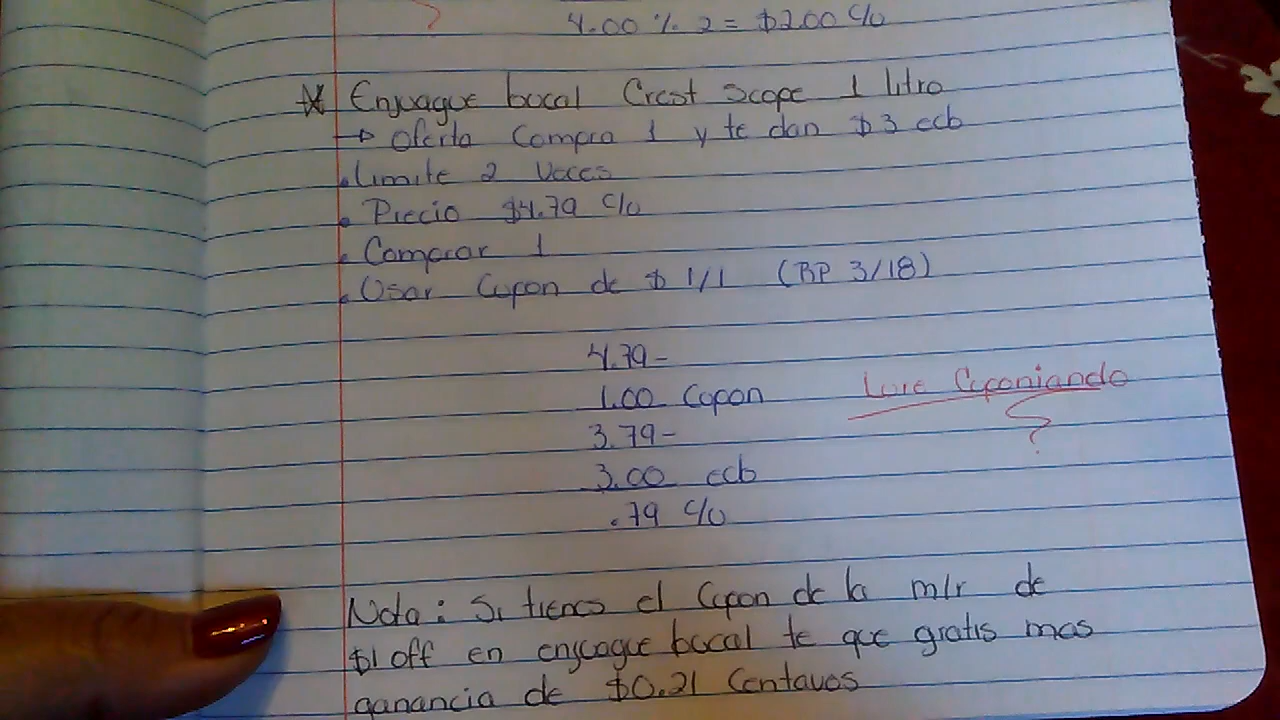 4.00 % 2 = $2.00 c/u
* Enjuague bucal Crest Scope 1 litro
→ Oferta Compra 1 y te dan $3 ecb
• Limite 2 Veces
• Precio $4.79 c/u
• Comprar 1
• Usar Cupon de $ 1/1 (RP 3/18)
4.79-
1.00 Cupon
Luie Cuponiando
3.79-
3.00 ecb
.79 c/u
Nota: Si tienes el Cupon de la m/r de
$1 off en enjuague bucal te que gratis mas
ganancia de $0.21 Centavos